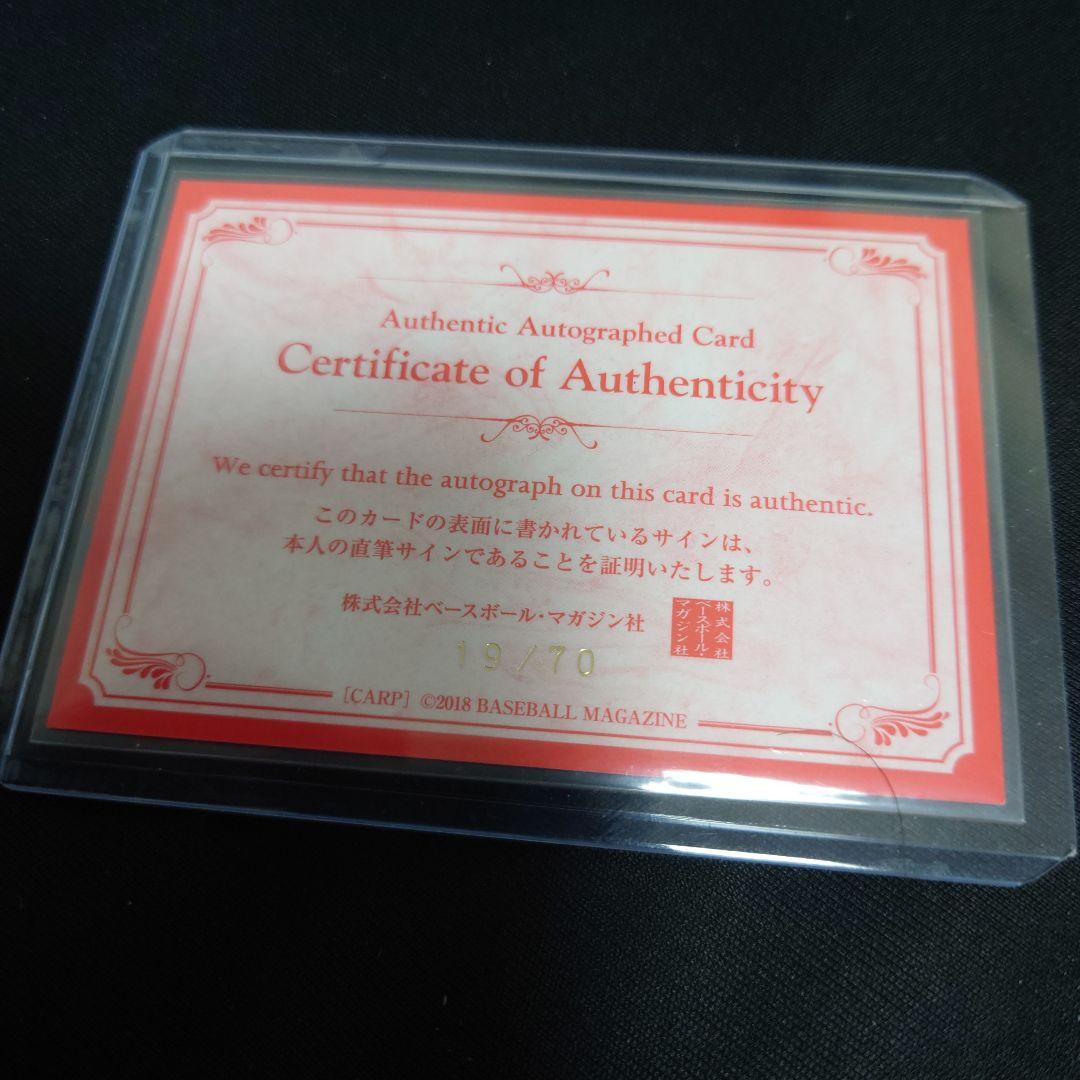 Authentic Autographed Card
Certificate of Authenticity
We certify that the autograph on this card is authentic.
このカードの表面に書かれているサインは、
本人の直筆サインであることを証明いたします。
株式会社ベースボール・マガジン社
株式会社
ベースボール・
マガジン社
19/70
[CARP] ©2018 BASEBALL MAGAZINE